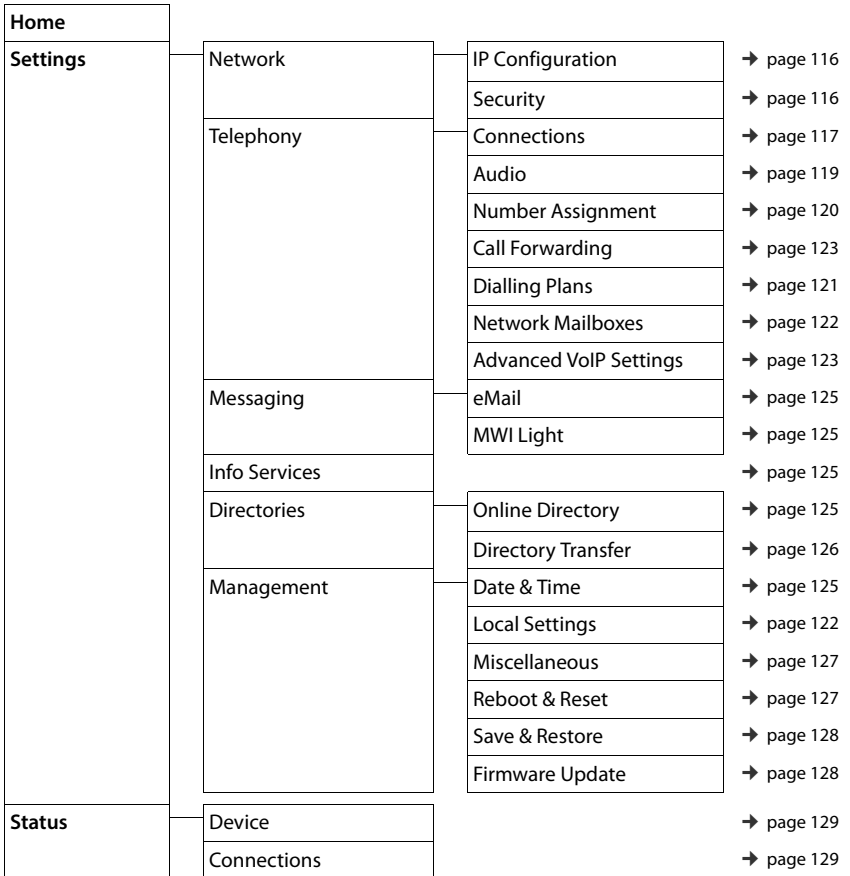 Home
Settings Network IP Configuration → page 116
Security → page 116
Telephony Connections → page 117
Audio → page 119
Number Assignment → page 120
Call Forwarding → page 123
Dialling Plans → page 121
Network Mailboxes → page 122
Advanced VoIP Settings → page 123
Messaging eMail → page 125
MWI Light → page 125
Info Services → page 125
Directories Online Directory → page 125
Directory Transfer → page 126
Management Date & Time → page 125
Local Settings → page 122
Miscellaneous → page 127
Reboot & Reset → page 127
Save & Restore → page 128
Firmware Update → page 128
Status Device → page 129
Connections → page 129